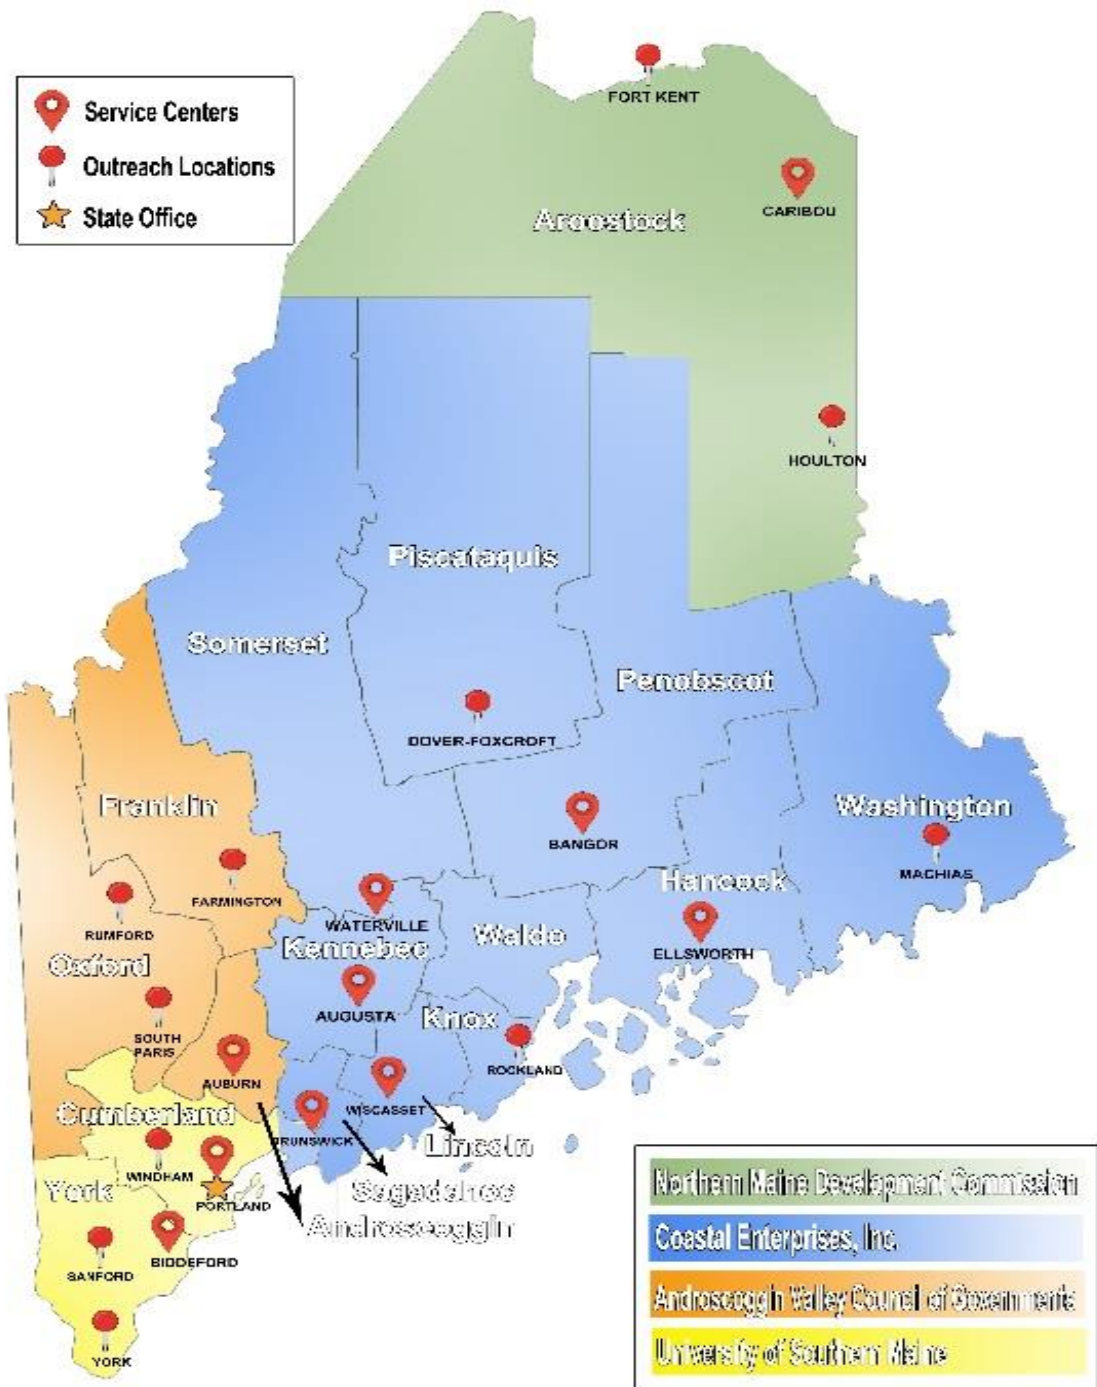 FORT KENT
Service Centers
Outreach Locations
State Office
CARIBOU
Aroostock
HOULTON
Piscataquis
Somerset
Penobscot
DOVER-FOXCROFT
Franklin
Washington
BANGOR
MACHIAS
Hancock
FARMINGTON
WATERVILLE
RUMFORD
Waldo
Kennebec
ELLSWORTH
Oxford
AUGUSTA
Knox
SOUTH
PARIS
ROCKLAND
AUBURN
WISCASSET
Cumberland
BRUNSWICK
Lincoln
WINDHAM
York
Sagadahoc
PORTLAND
Androscoggin
BIDDEFORD
SANFORD
YORK
Northern Maine Development Commission
Coastal Enterprises, Inc.
Androscoggin Valley Council of Governments
University of Southern Maine